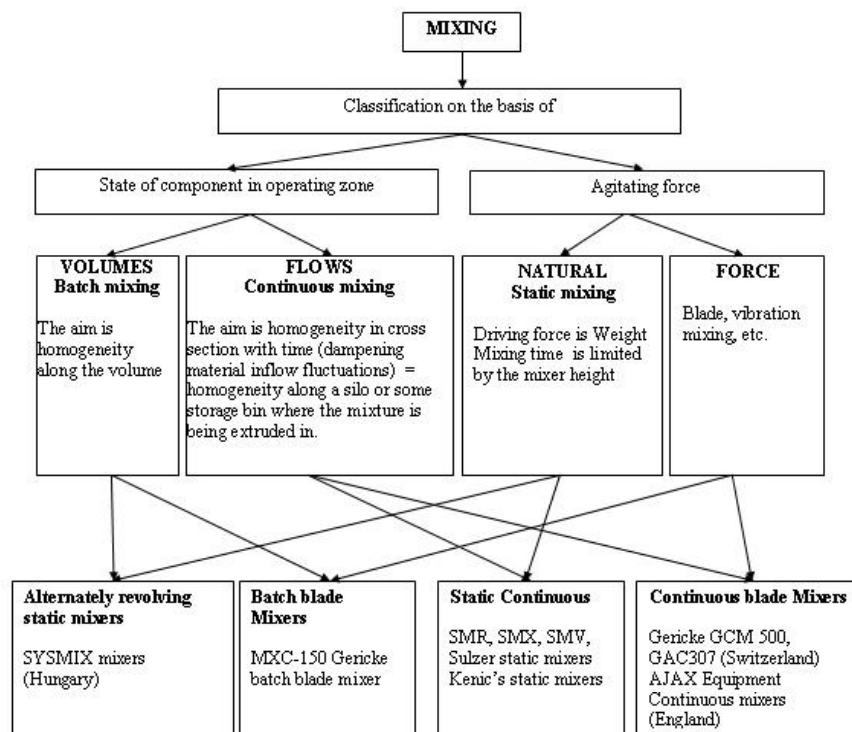 MIXING
Classification on the basis of
State of component in operating zone
Agitating force
VOLUMES
Batch mixing
The aim is
homogeneity
along the volume
FLOWS
Continuous mixing
The aim is homogeneity in cross
section with time (dampening
material inflow fluctuations) =
homogeneity along a silo or some
storage bin where the mixture is
being extruded in.
NATURAL
Static mixing
Driving force is Weight
Mixing time is limited
by the mixer height
FORCE
Blade, vibration
mixing, etc.
Alternately revolving
static mixers
SYSMIX mixers
(Hungary)
Batch blade
Mixers
MXC-150 Gericke
batch blade mixer
Static Continuous
SMR, SMX, SMV,
Sulzer static mixers
Kenic's static mixers
Continuous blade Mixers
Gericke GCM 500,
GAC307 (Switzerland)
AJAX Equipment
Continuous mixers
(England)